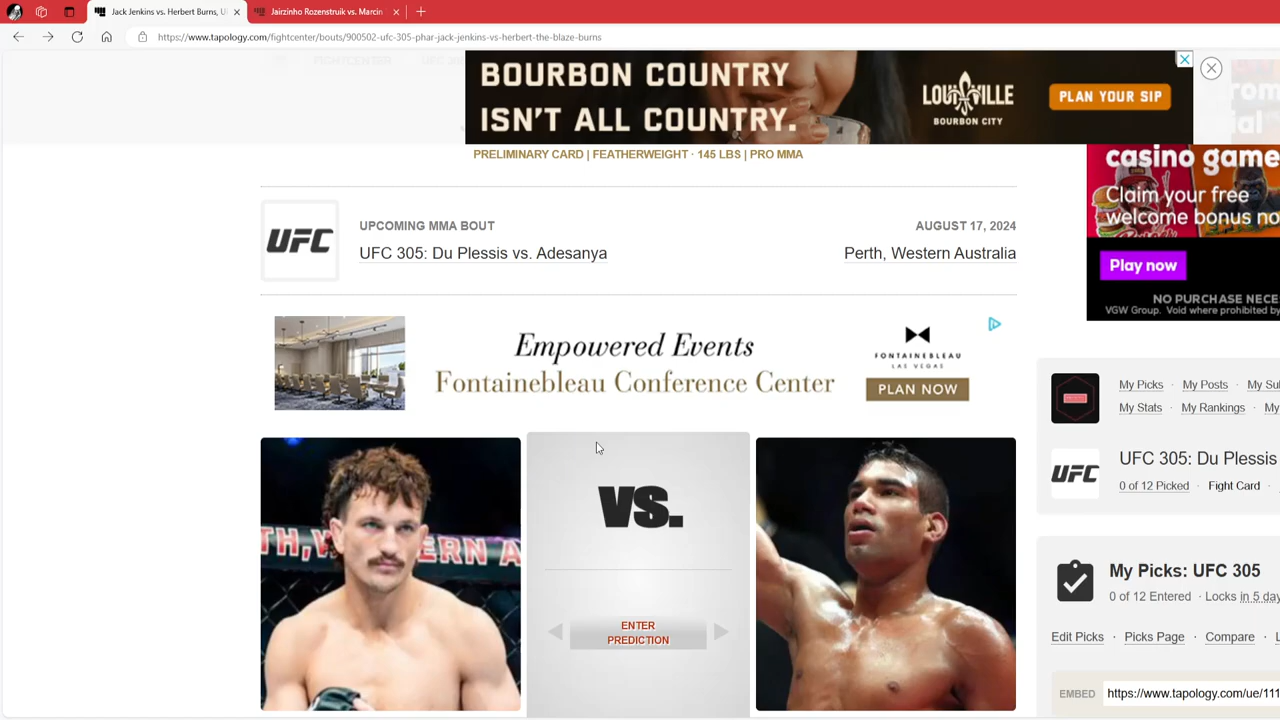 Jack Jenkins vs. Herbert Burns, U
Jairzinho Rozenstruik vs. Marcin
https://www.tapology.com/fightcenter/bouts/900502-ufc-305-phar-jack-jenkins-vs-herbert-the-blaze-burns
FIGHTCENTER
BOURBON COUNTRY
ISN'T ALL COUNTRY.
LOUISVILLE
BOURBON CITY
PLAN YOUR SIP
PRELIMINARY CARD | FEATHERWEIGHT · 145 LBS | PRO MMA
casino game
Claim your free
welcome bonus no
Play now
NO PURCHASE NECE
VGW Group. Void where prohibited by
UFC
UPCOMING MMA BOUT
UFC 305: Du Plessis vs. Adesanya
AUGUST 17, 2024
Perth, Western Australia
Empowered Events
Fontainebleau Conference Center
FONTAINEBLEAU
LAS VEGAS
PLAN NOW
VS.
ENTER
PREDICTION
My Picks · My Posts · My Su
My Stats · My Rankings · My
UFC
UFC 305: Du Plessis
0 of 12 Picked · Fight Card ·
My Picks: UFC 305
0 of 12 Entered · Locks in 5 day
Edit Picks · Picks Page · Compare · L
EMBED
https://www.tapology.com/ue/111